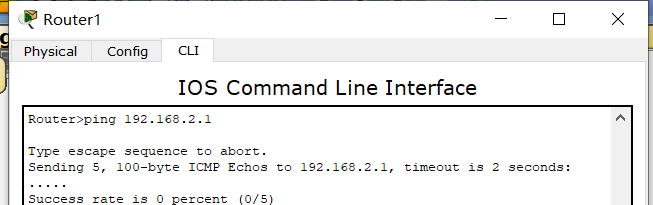 Router1
Physical Config CLI
IOS Command Line Interface
Router>ping 192.168.2.1
Type escape sequence to abort.
Sending 5, 100-byte ICMP Echos to 192.168.2.1, timeout is 2 seconds:
.....
Success rate is 0 percent (0/5)